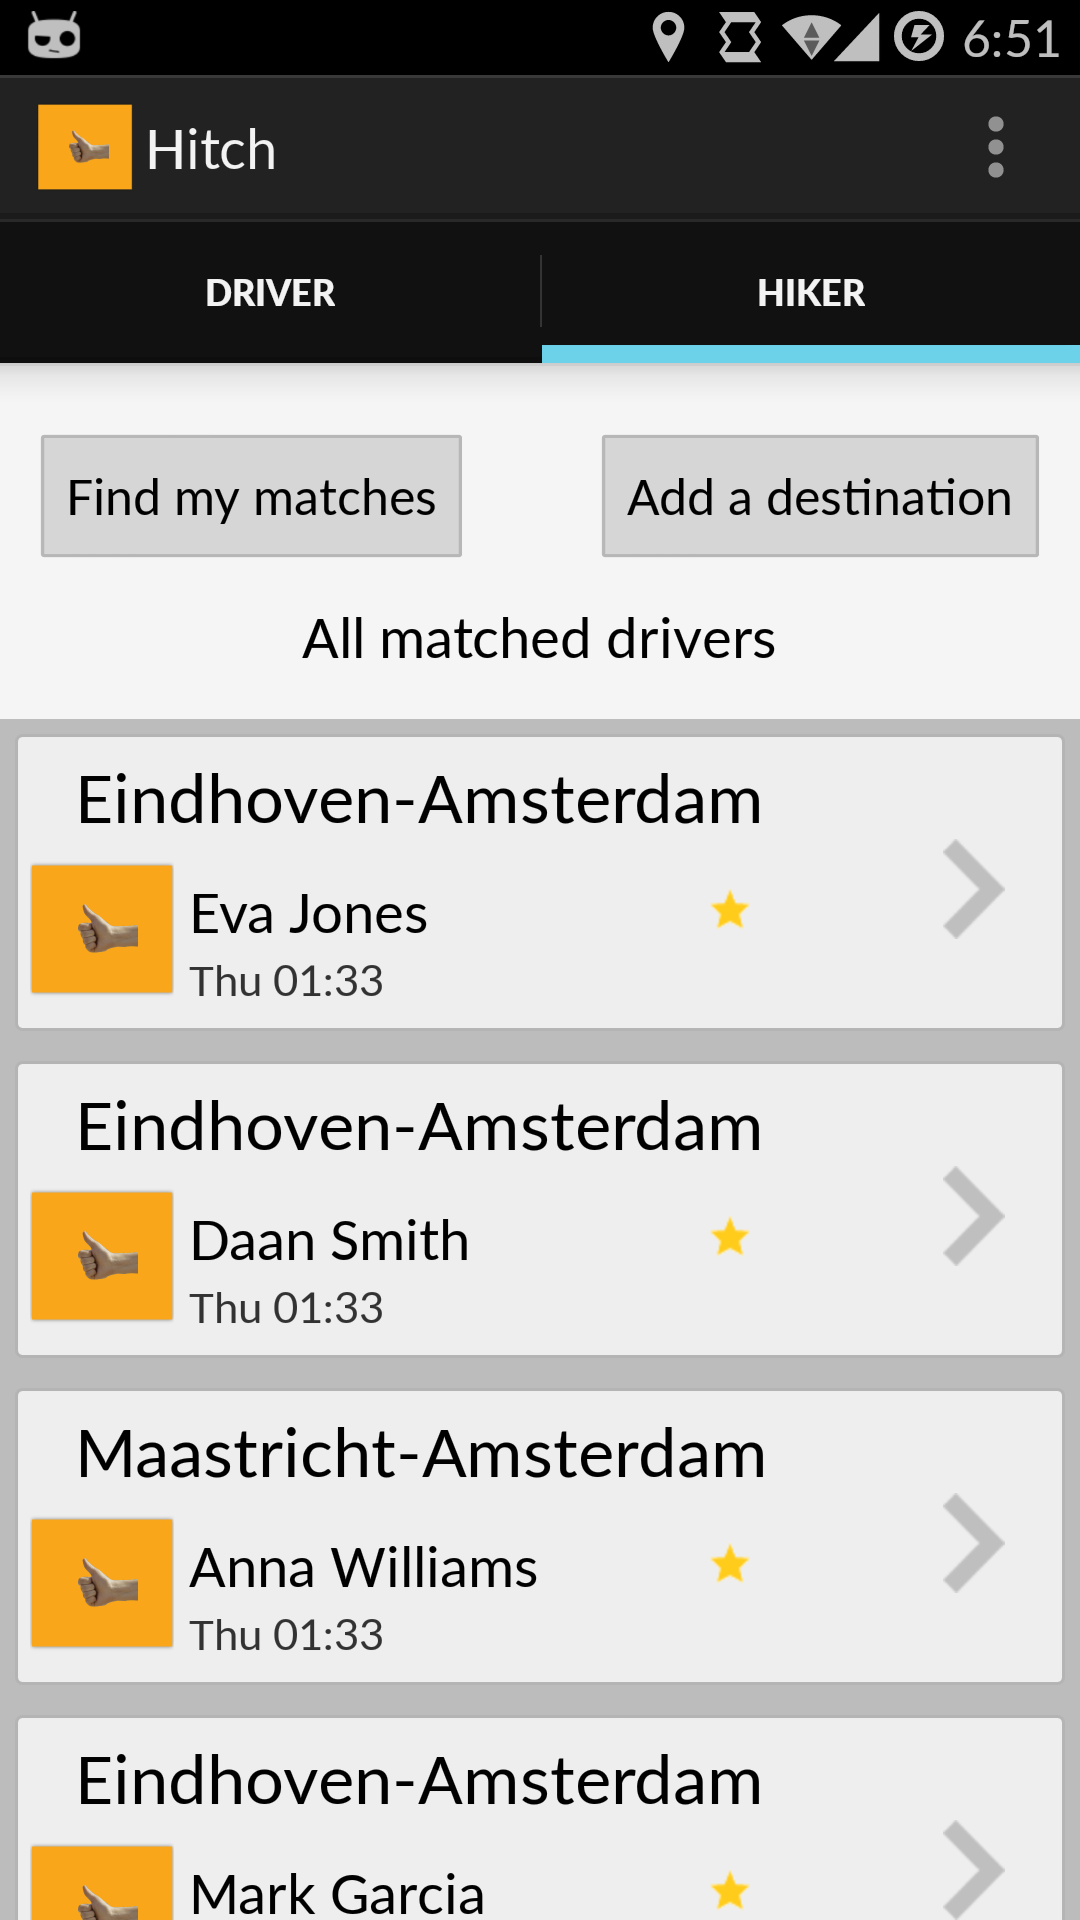 6:51
Hitch
DRIVER
HIKER
Find my matches
Add a destination
All matched drivers
Eindhoven-Amsterdam
Eva Jones
Thu 01:33
Eindhoven-Amsterdam
Daan Smith
Thu 01:33
Maastricht-Amsterdam
Anna Williams
Thu 01:33
Eindhoven-Amsterdam
Mark Garcia